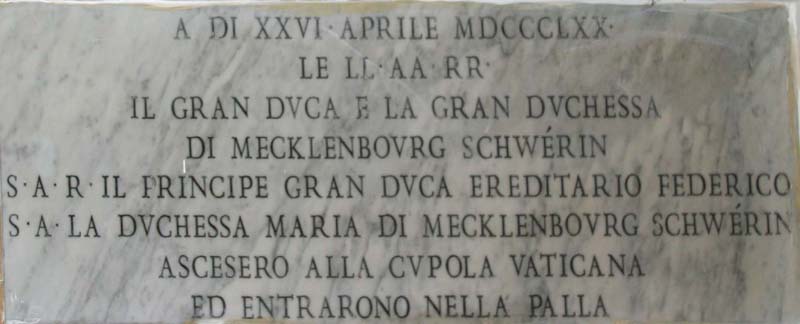 A DI XXVI·APRILE MDCCCLXX·
LE LL·AA·RR·
IL GRAN DVCA E LA GRAN DVCHESSA
DI MECKLENBOVRG SCHWÉRIN
S·A·R·IL PRINCIPE GRAN DVCA EREDITARIO FEDERICO
S·A·LA DVCHESSA MARIA DI MECKLENBOVRG SCHWÉRIN
ASCESERO ALLA CVPOLA VATICANA
ED ENTRARONO NELLA PALLA